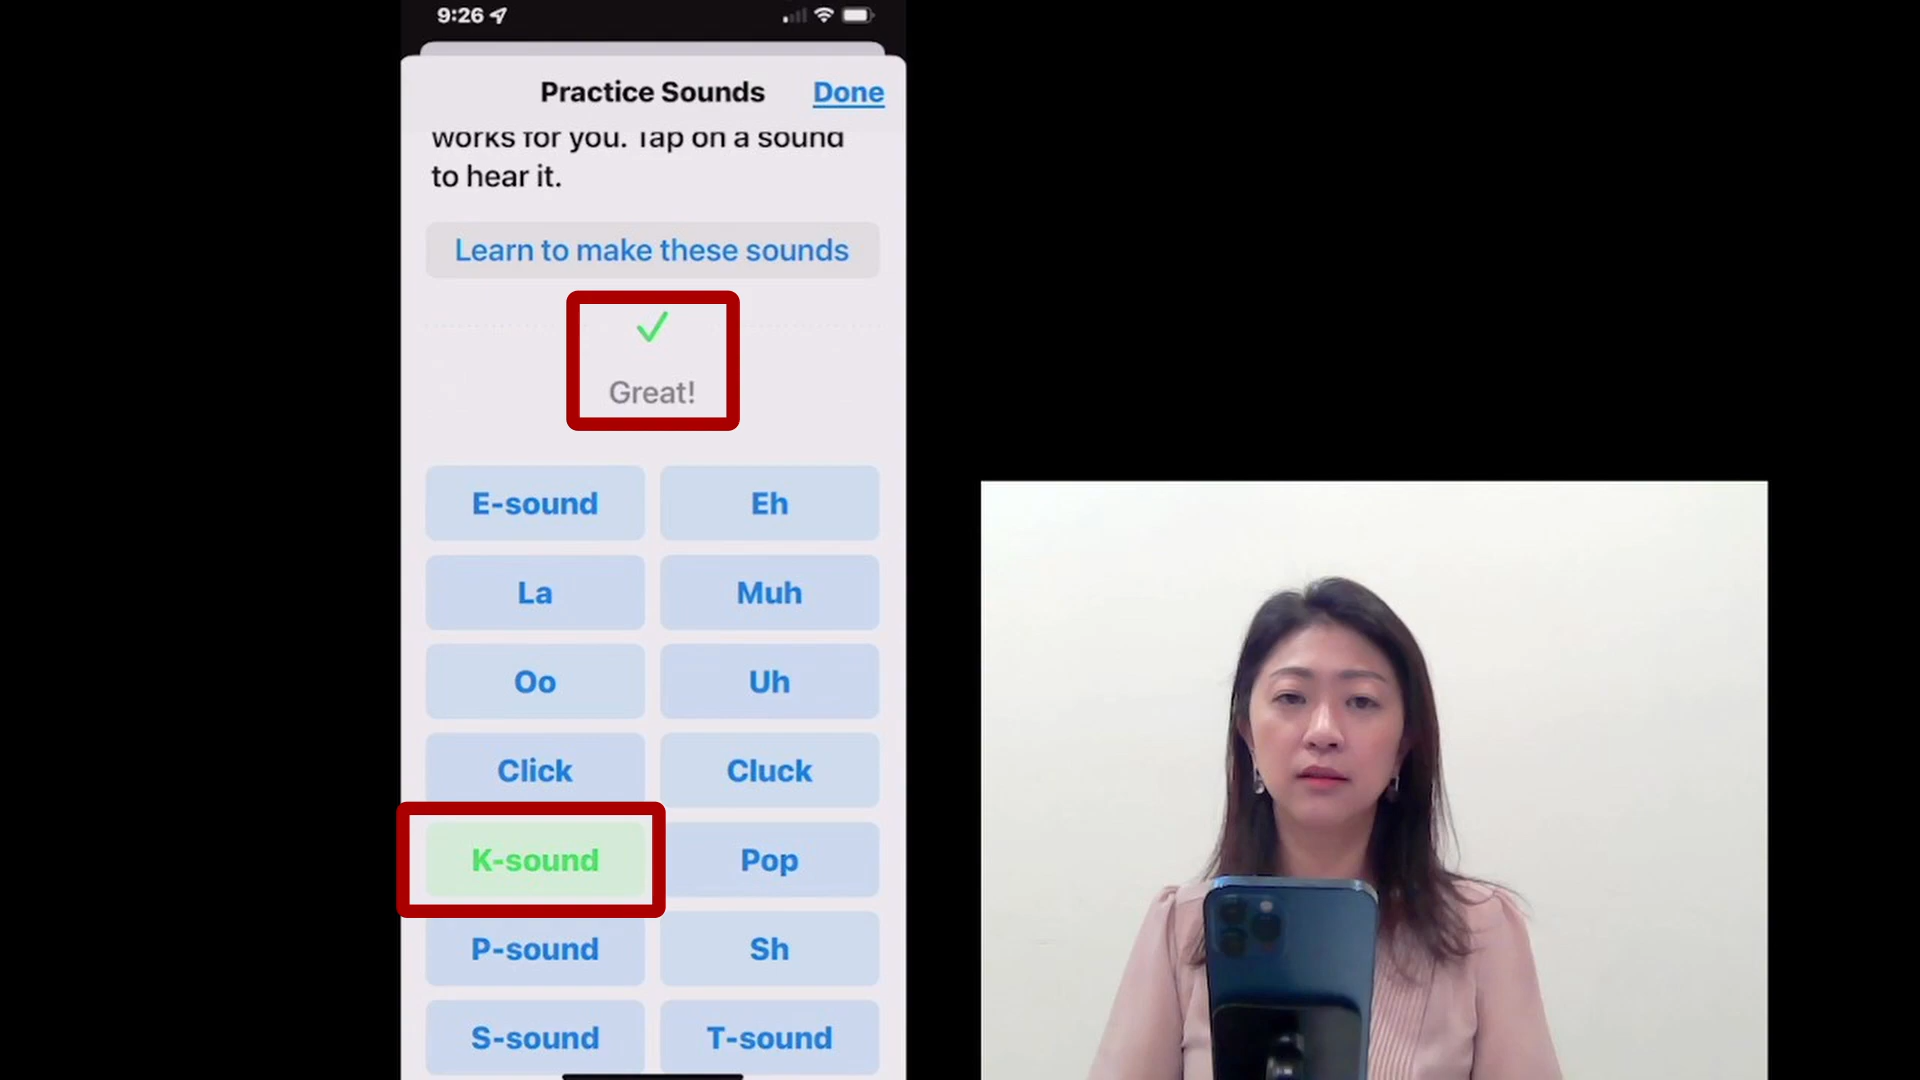 9:26
Practice Sounds
Done
works for you. Tap on a sound
to hear it.
Learn to make these sounds
Great!
E-sound
Eh
La
Muh
Oo
Uh
Click
Cluck
K-sound
Pop
P-sound
Sh
S-sound
T-sound